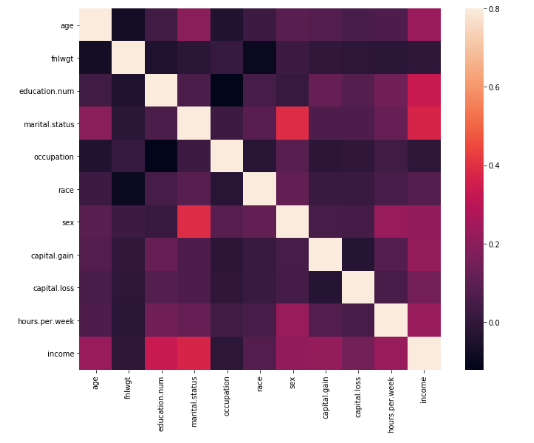 age
fnlwgt
education.num
marital.status
occupation
race
sex
capital.gain
capital.loss
hours.per.week
income
age
fnlwgt
education.num
marital.status
occupation
race
sex
capital.gain
capital.loss
hours.per.week
income
0.8
0.6
0.4
0.2
0.0